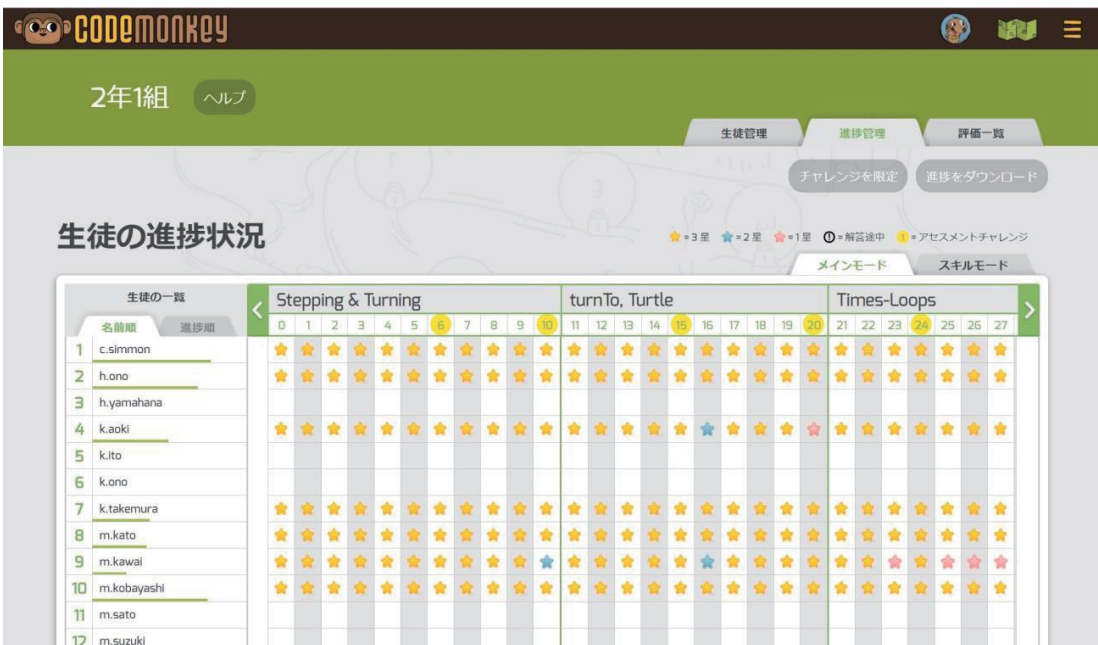 CODEMONKEY
2年1組 ヘルプ
生徒管理 進捗管理 評価一覧
チャレンジを限定 進捗をダウンロード
生徒の進捗状況
=3星 =2星 =1星 =解答途中 1 =アセスメントチャレンジ
メインモード スキルモード
生徒の一覧 Stepping & Turning turnTo, Turtle Times-Loops
名前順 進捗順 0 1 2 3 4 5 6 7 8 9 10 11 12 13 14 15 16 17 18 19 20 21 22 23 24 25 26 27
1 c.simmon
2 h.ono
3 h.yamahana
4 k.aoki
5 k.ito
6 k.ono
7 k.takemura
8 m.kato
9 m.kawai
10 m.kobayashi
11 m.sato
12 m.suzuki